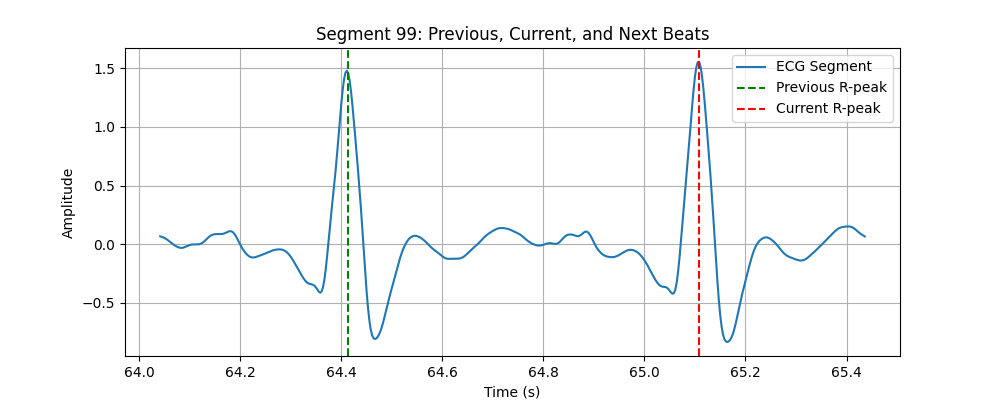 Segment 99: Previous, Current, and Next Beats
ECG Segment
Previous R-peak
Current R-peak
1.5
1.0
0.5
0.0
−0.5
Amplitude
64.0 64.2 64.4 64.6 64.8 65.0 65.2 65.4
Time (s)